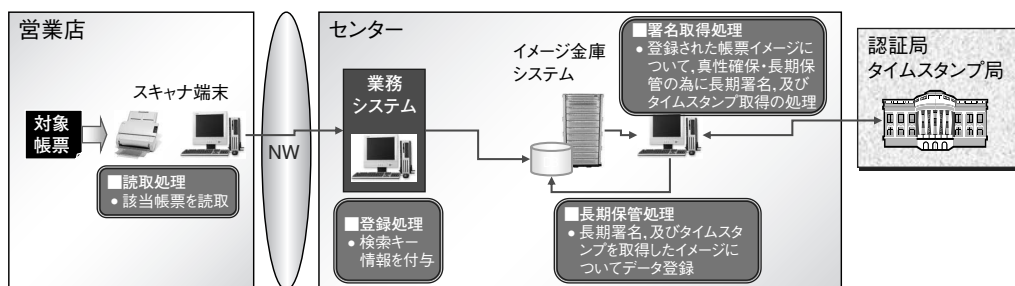 営業店
スキャナ端末
対象
帳票
■読取処理
● 該当帳票を読取
NW
センター
業務
システム
■登録処理
● 検索キー
情報を付与
イメージ金庫
システム
■署名取得処理
● 登録された帳票イメージに
ついて,真性確保・長期保
管の為に長期署名,及び
タイムスタンプ取得の処理
■長期保管処理
● 長期署名,及びタイムスタ
ンプを取得したイメージに
ついてデータ登録
認証局
タイムスタンプ局